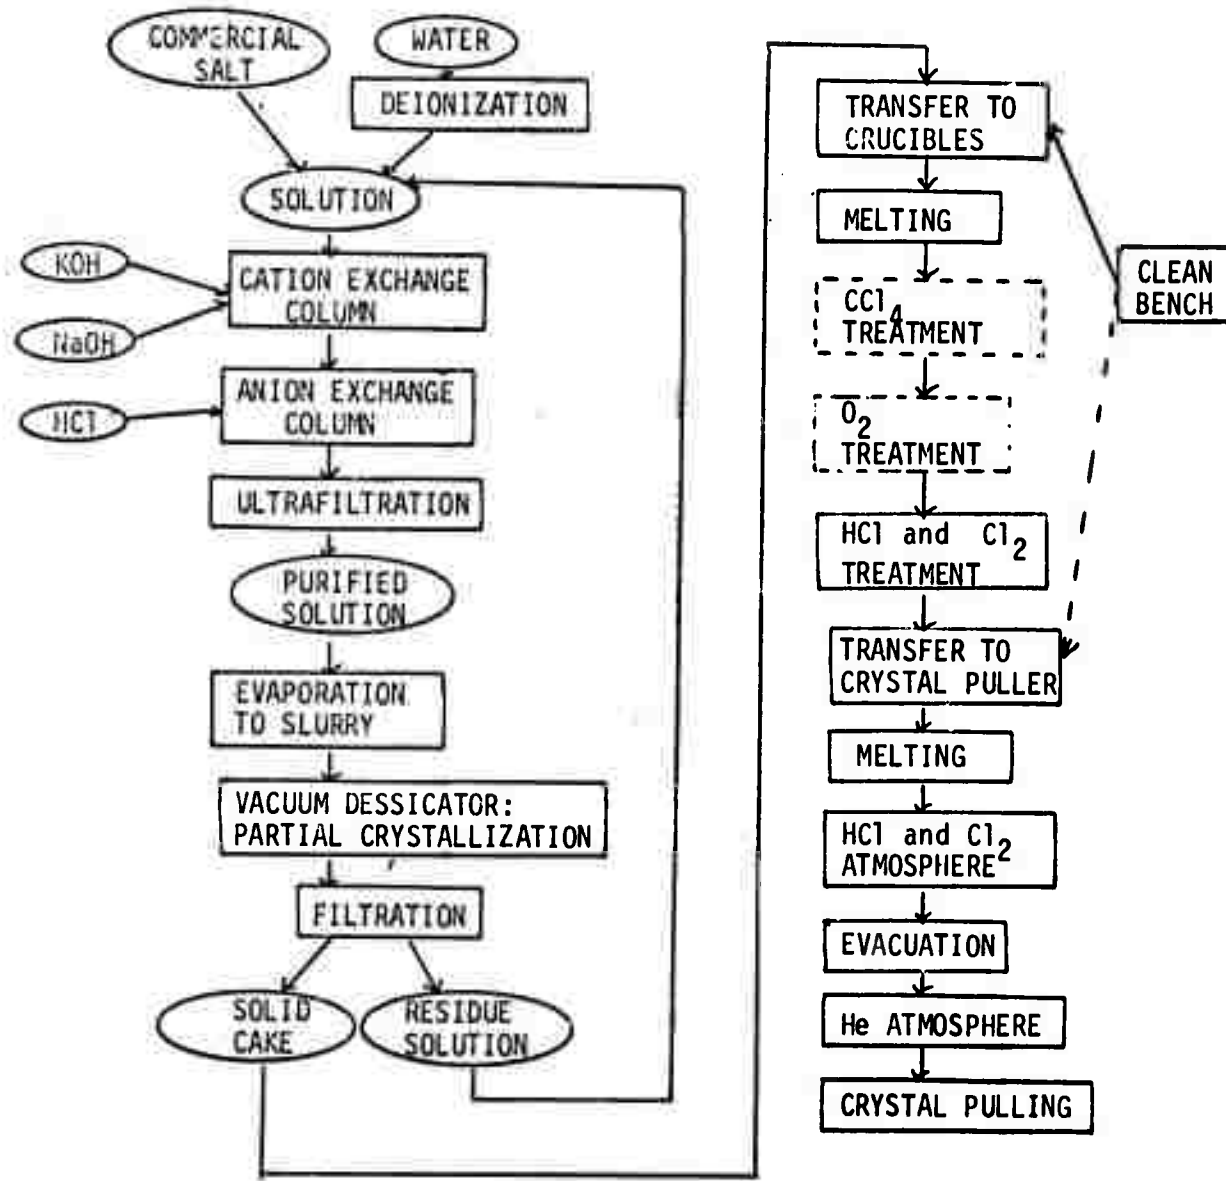 COMMERCIAL
SALT
WATER
DEIONIZATION
SOLUTION
KOH
CATION EXCHANGE
COLUMN
NaOH
ANION EXCHANGE
COLUMN
HCl
ULTRAFILTRATION
PURIFIED
SOLUTION
EVAPORATION
TO SLURRY
VACUUM DESSICATOR:
PARTIAL CRYSTALLIZATION
FILTRATION
SOLID
CAKE
RESIDUE
SOLUTION
TRANSFER TO
CRUCIBLES
MELTING
CCl4
TREATMENT
O2
TREATMENT
HCl and Cl2
TREATMENT
TRANSFER TO
CRYSTAL PULLER
MELTING
HCl and Cl2
ATMOSPHERE
EVACUATION
He ATMOSPHERE
CRYSTAL PULLING
CLEAN
BENCH